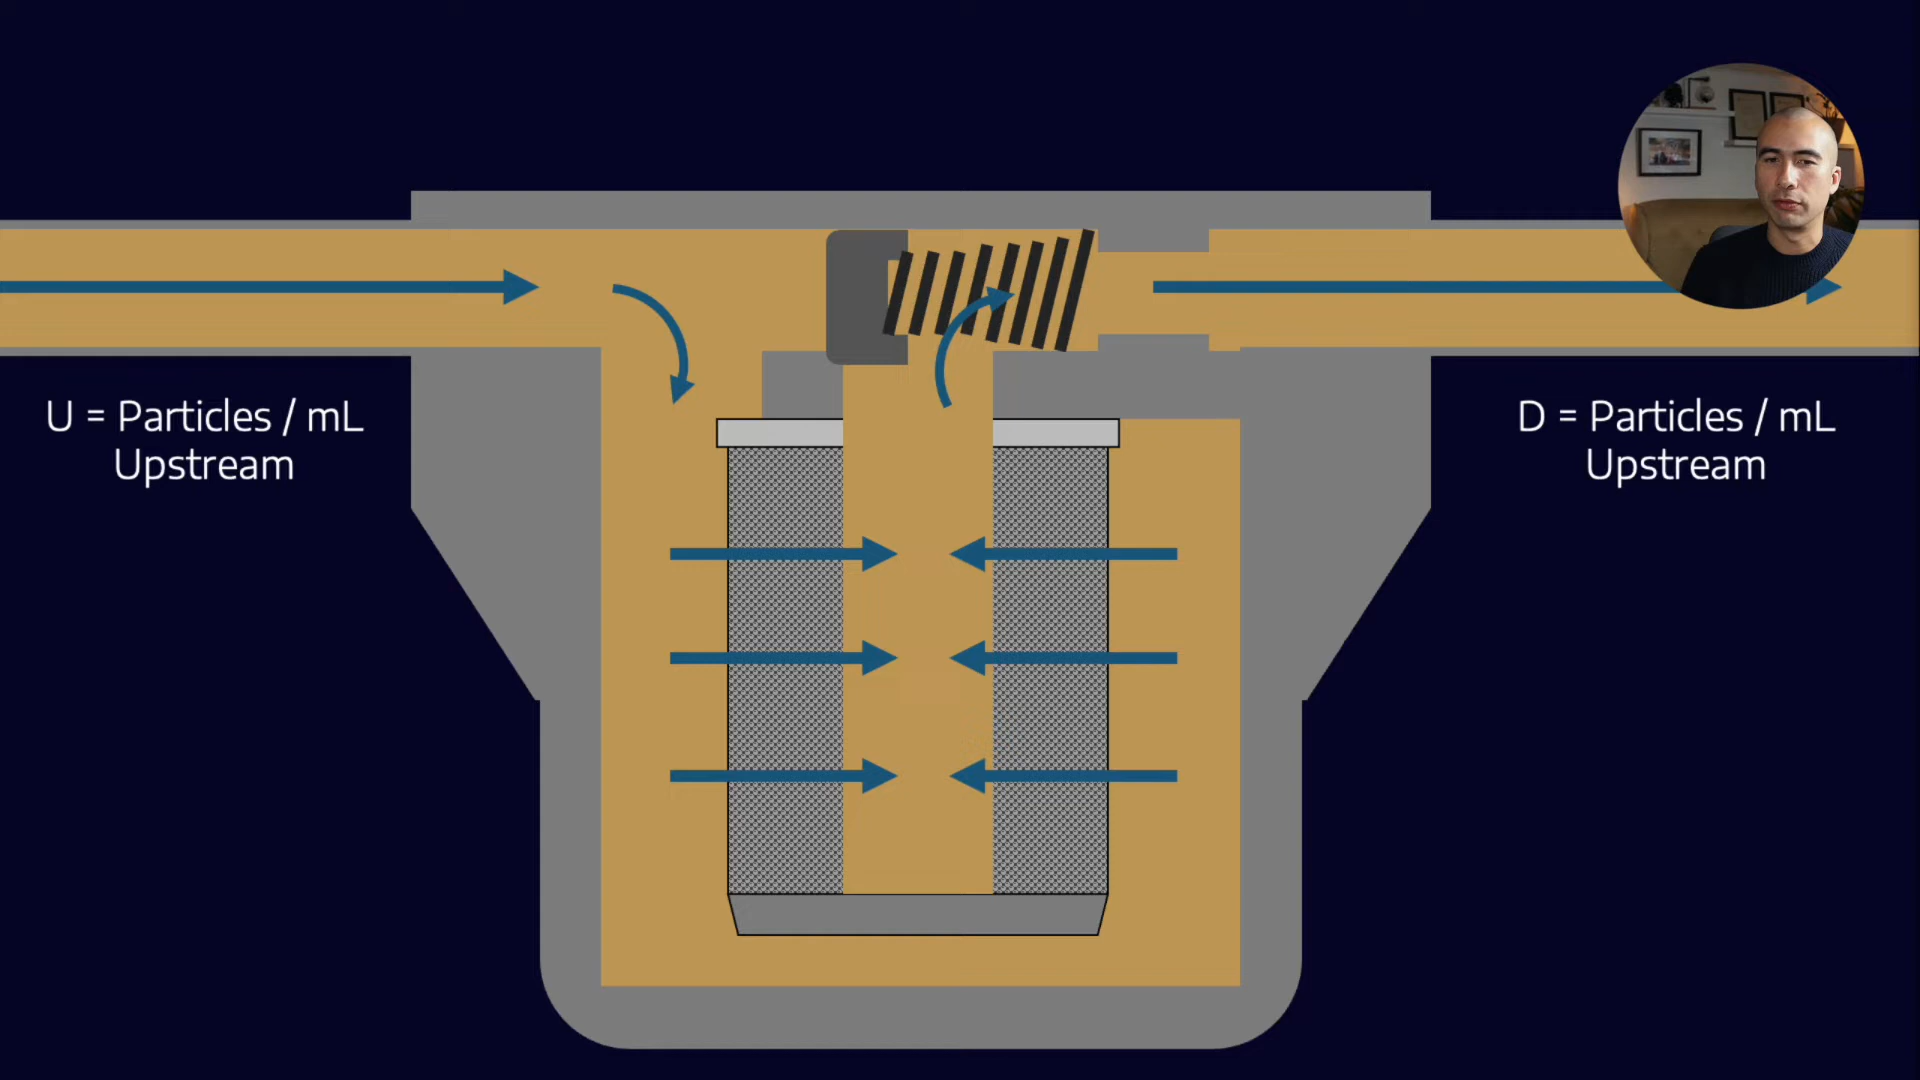 U = Particles / mL
Upstream
D = Particles / mL
Upstream